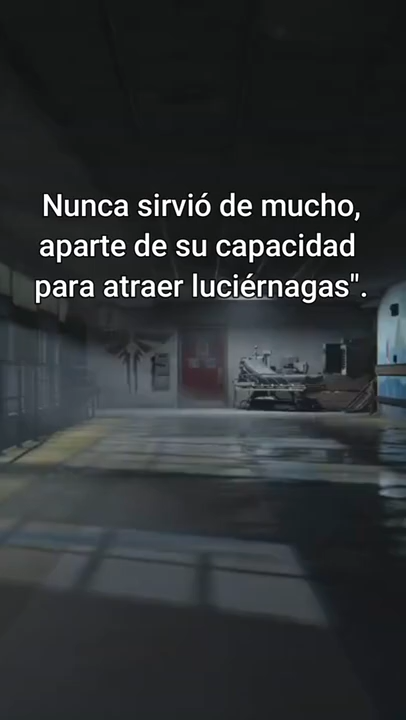 Nunca sirvió de mucho,
aparte de su capacidad
para atraer luciérnagas".